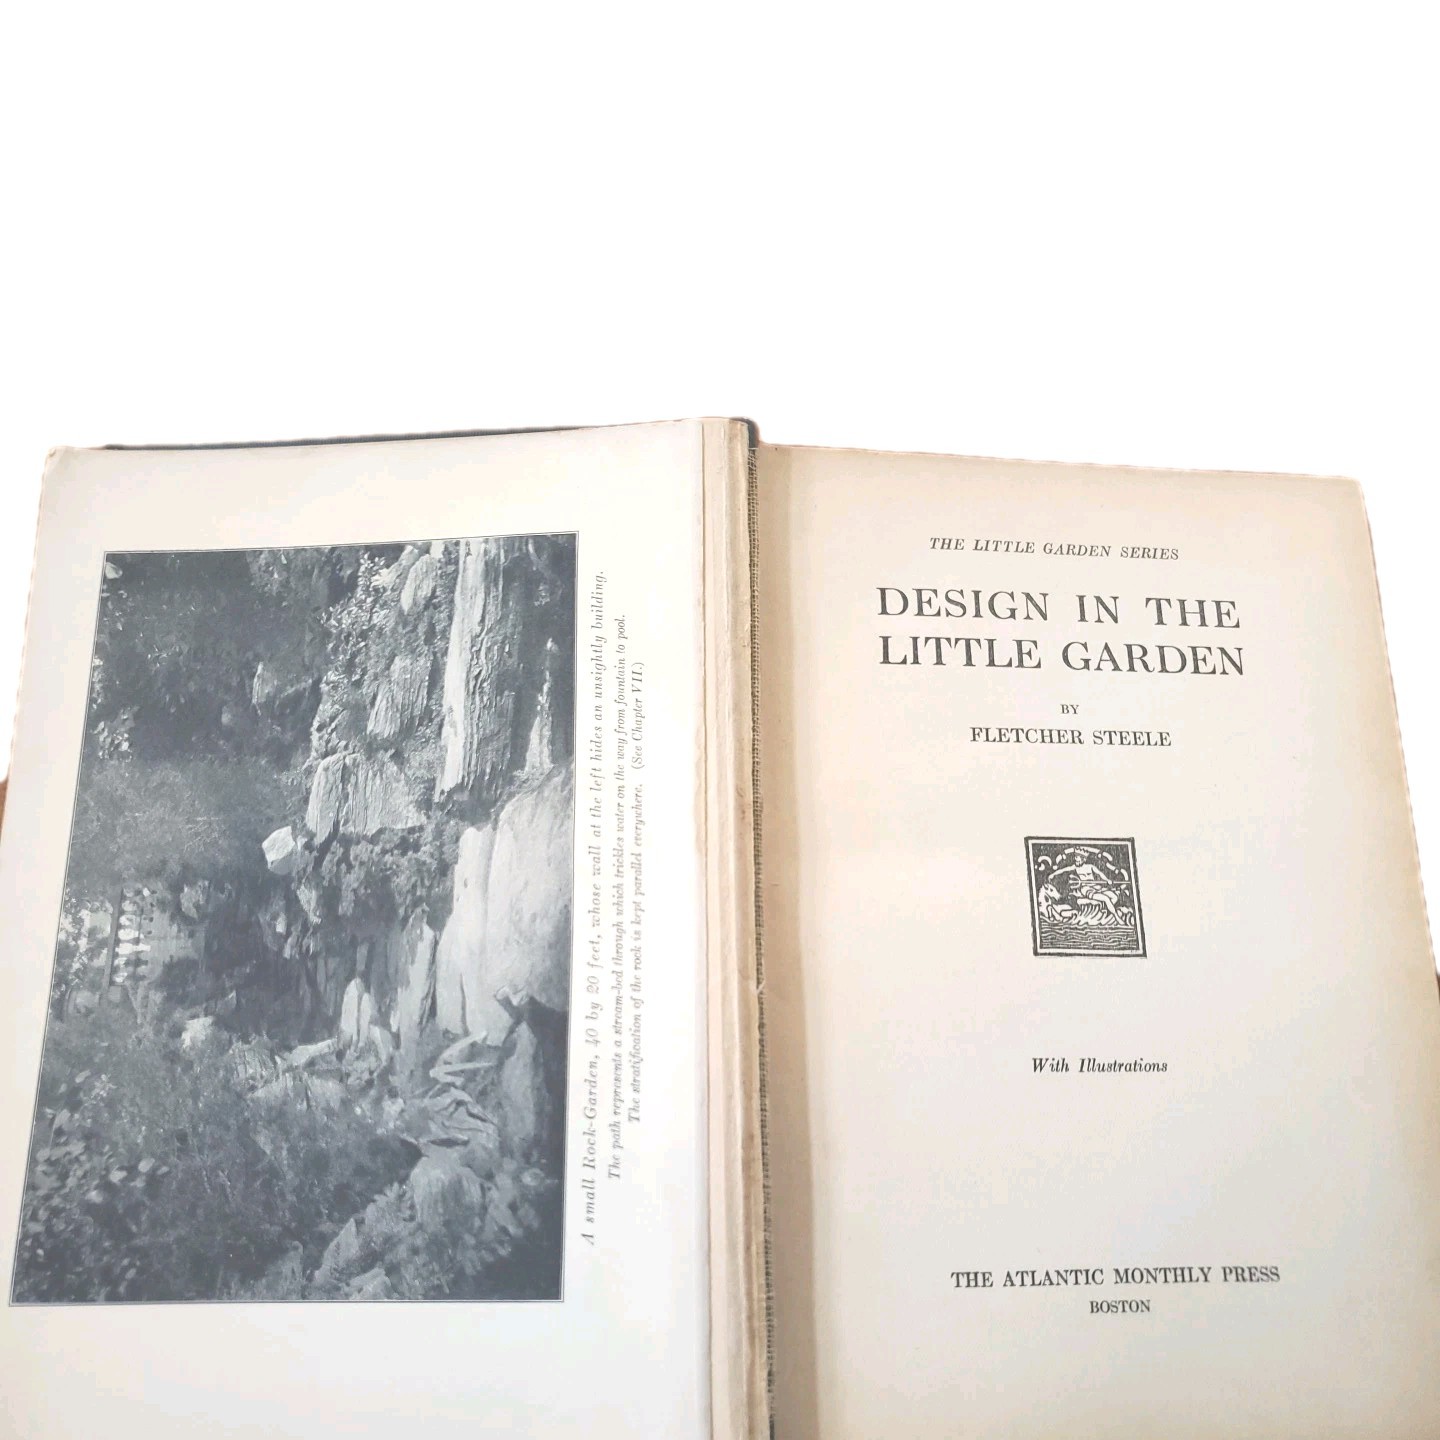 A small Rock-Garden, 40 by 20 feet, whose wall at the left hides an unsightly building.
The path represents a stream-bed through which trickles water on the way from fountain to pool.
The stratification of the rock is kept parallel everywhere. (See Chapter VII.)
THE LITTLE GARDEN SERIES
DESIGN IN THE
LITTLE GARDEN
BY
FLETCHER STEELE
With Illustrations
THE ATLANTIC MONTHLY PRESS
BOSTON